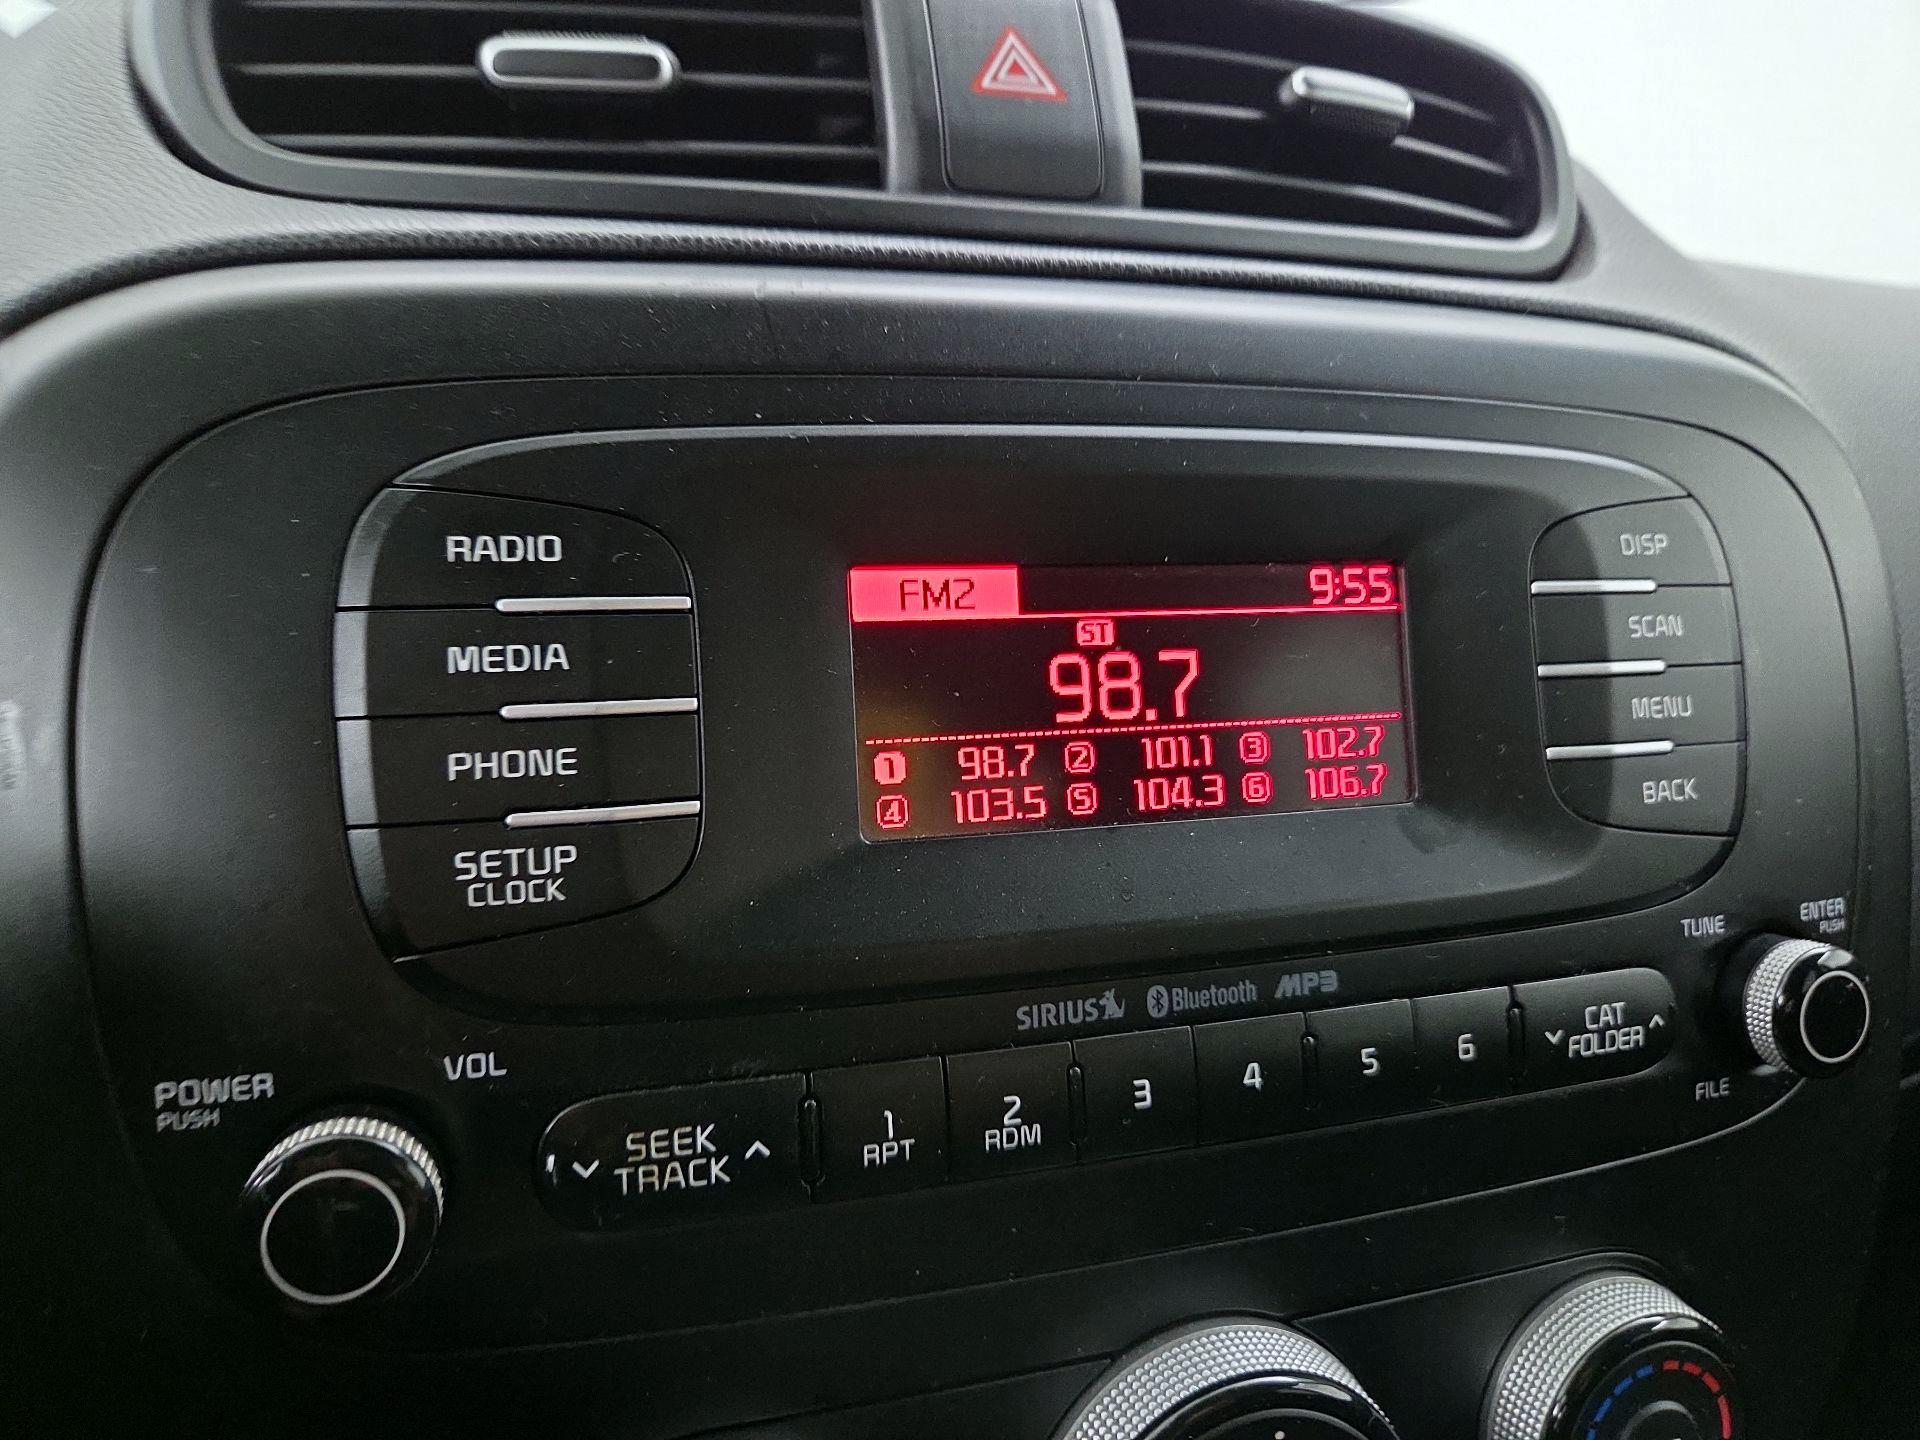 RADIO
MEDIA
PHONE
SETUP
CLOCK
FM2 9:55
ST
98.7
1 98.7 2 101.1 3 102.7
4 103.5 5 104.3 6 106.7
DISP
SCAN
MENU
BACK
TUNE
ENTER
PUSH
FILE
SIRIUS Bluetooth MP3
POWER
PUSH
VOL
SEEK
TRACK
1
RPT
2
RDM
3
4
5
6
CAT
FOLDER